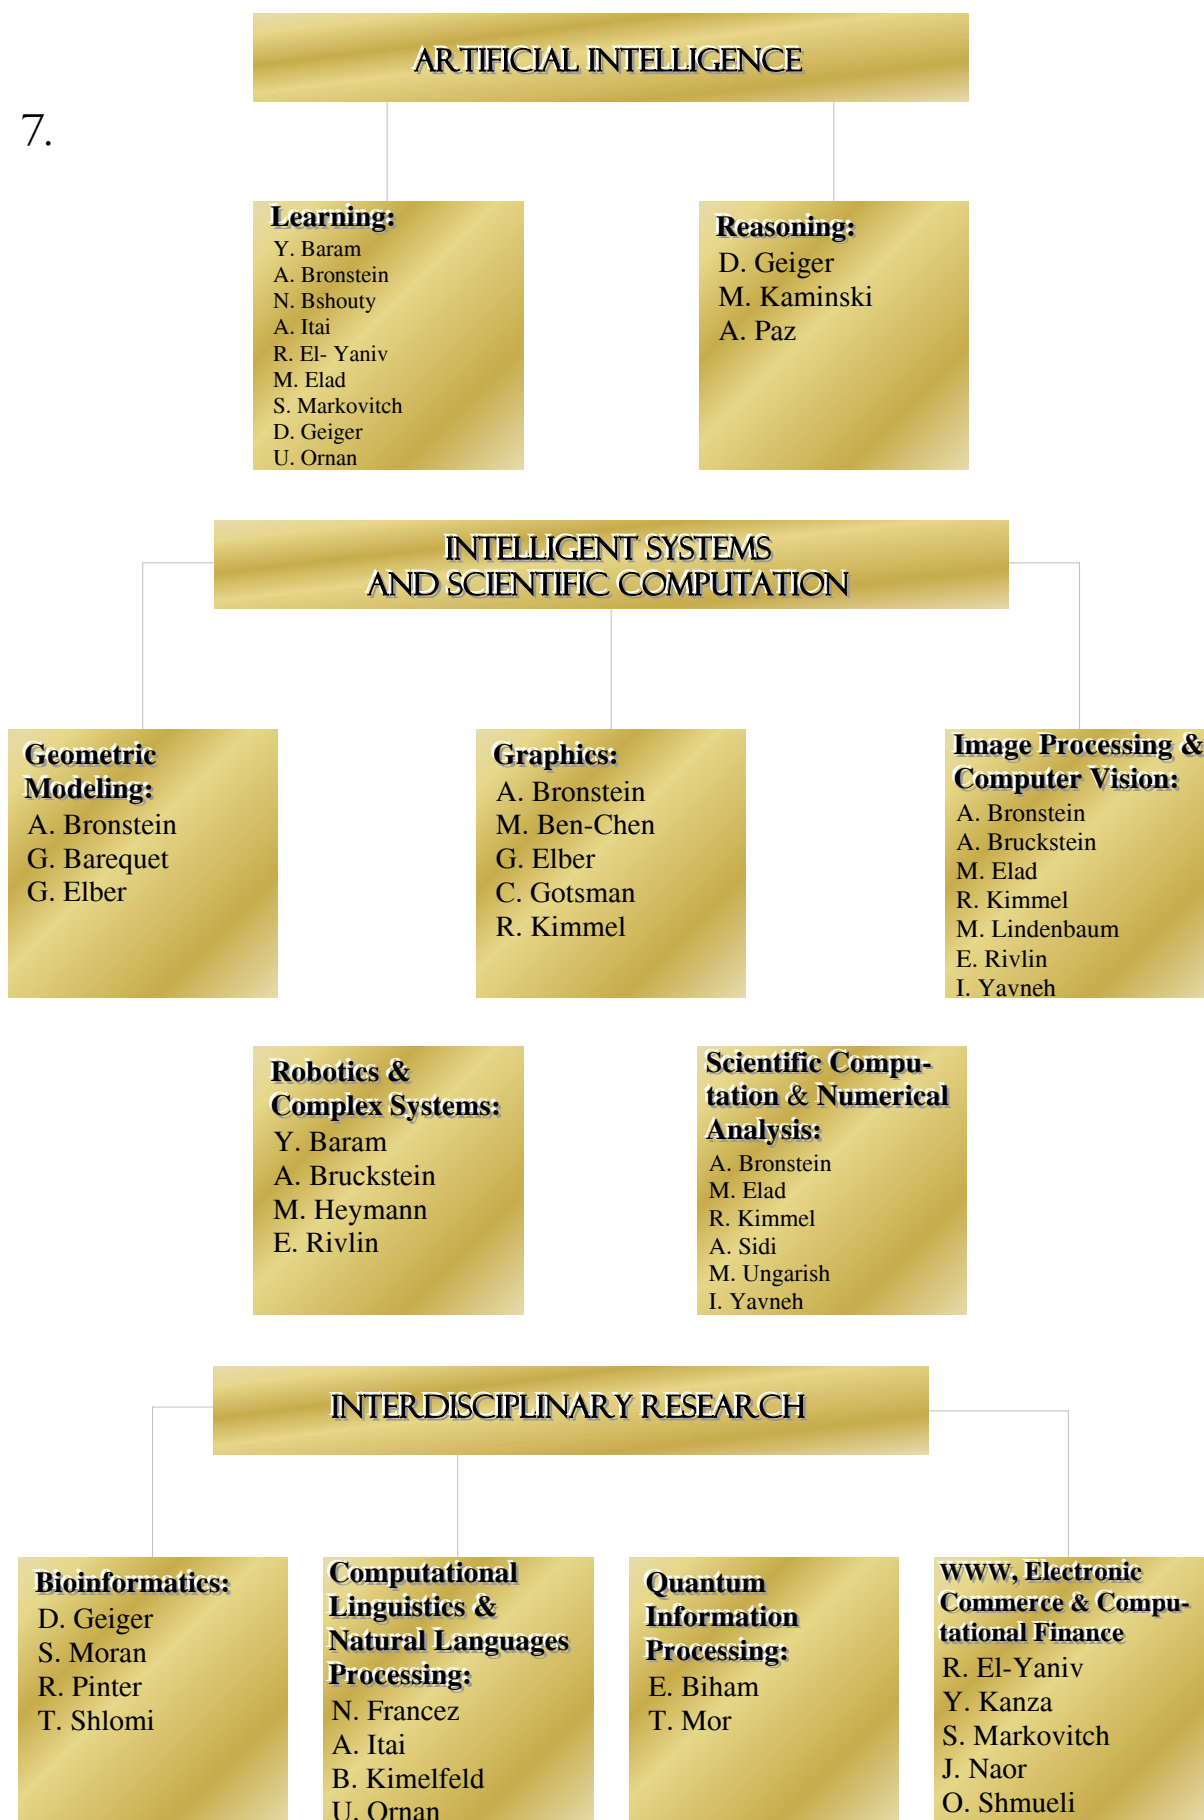 ARTIFICIAL INTELLIGENCE
7.
Learning:
Y. Baram
A. Bronstein
N. Bshouty
A. Itai
R. El- Yaniv
M. Elad
S. Markovitch
D. Geiger
U. Ornan
Reasoning:
D. Geiger
M. Kaminski
A. Paz
INTELLIGENT SYSTEMS
AND SCIENTIFIC COMPUTATION
Geometric
Modeling:
A. Bronstein
G. Barequet
G. Elber
Graphics:
A. Bronstein
M. Ben-Chen
G. Elber
C. Gotsman
R. Kimmel
Image Processing &
Computer Vision:
A. Bronstein
A. Bruckstein
M. Elad
R. Kimmel
M. Lindenbaum
E. Rivlin
I. Yavneh
Robotics &
Complex Systems:
Y. Baram
A. Bruckstein
M. Heymann
E. Rivlin
Scientific Compu-
tation & Numerical
Analysis:
A. Bronstein
M. Elad
R. Kimmel
A. Sidi
M. Ungarish
I. Yavneh
INTERDISCIPLINARY RESEARCH
Bioinformatics:
D. Geiger
S. Moran
R. Pinter
T. Shlomi
Computational
Linguistics &
Natural Languages
Processing:
N. Francez
A. Itai
B. Kimelfeld
U. Ornan
Quantum
Information
Processing:
E. Biham
T. Mor
WWW, Electronic
Commerce & Compu-
tational Finance
R. El-Yaniv
Y. Kanza
S. Markovitch
J. Naor
O. Shmueli